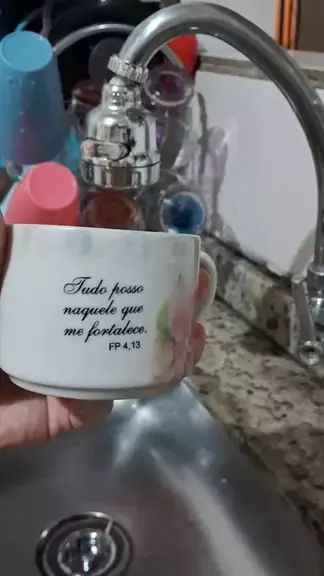 Tudo posso
naquele que
me fortalece.
FP 4,13